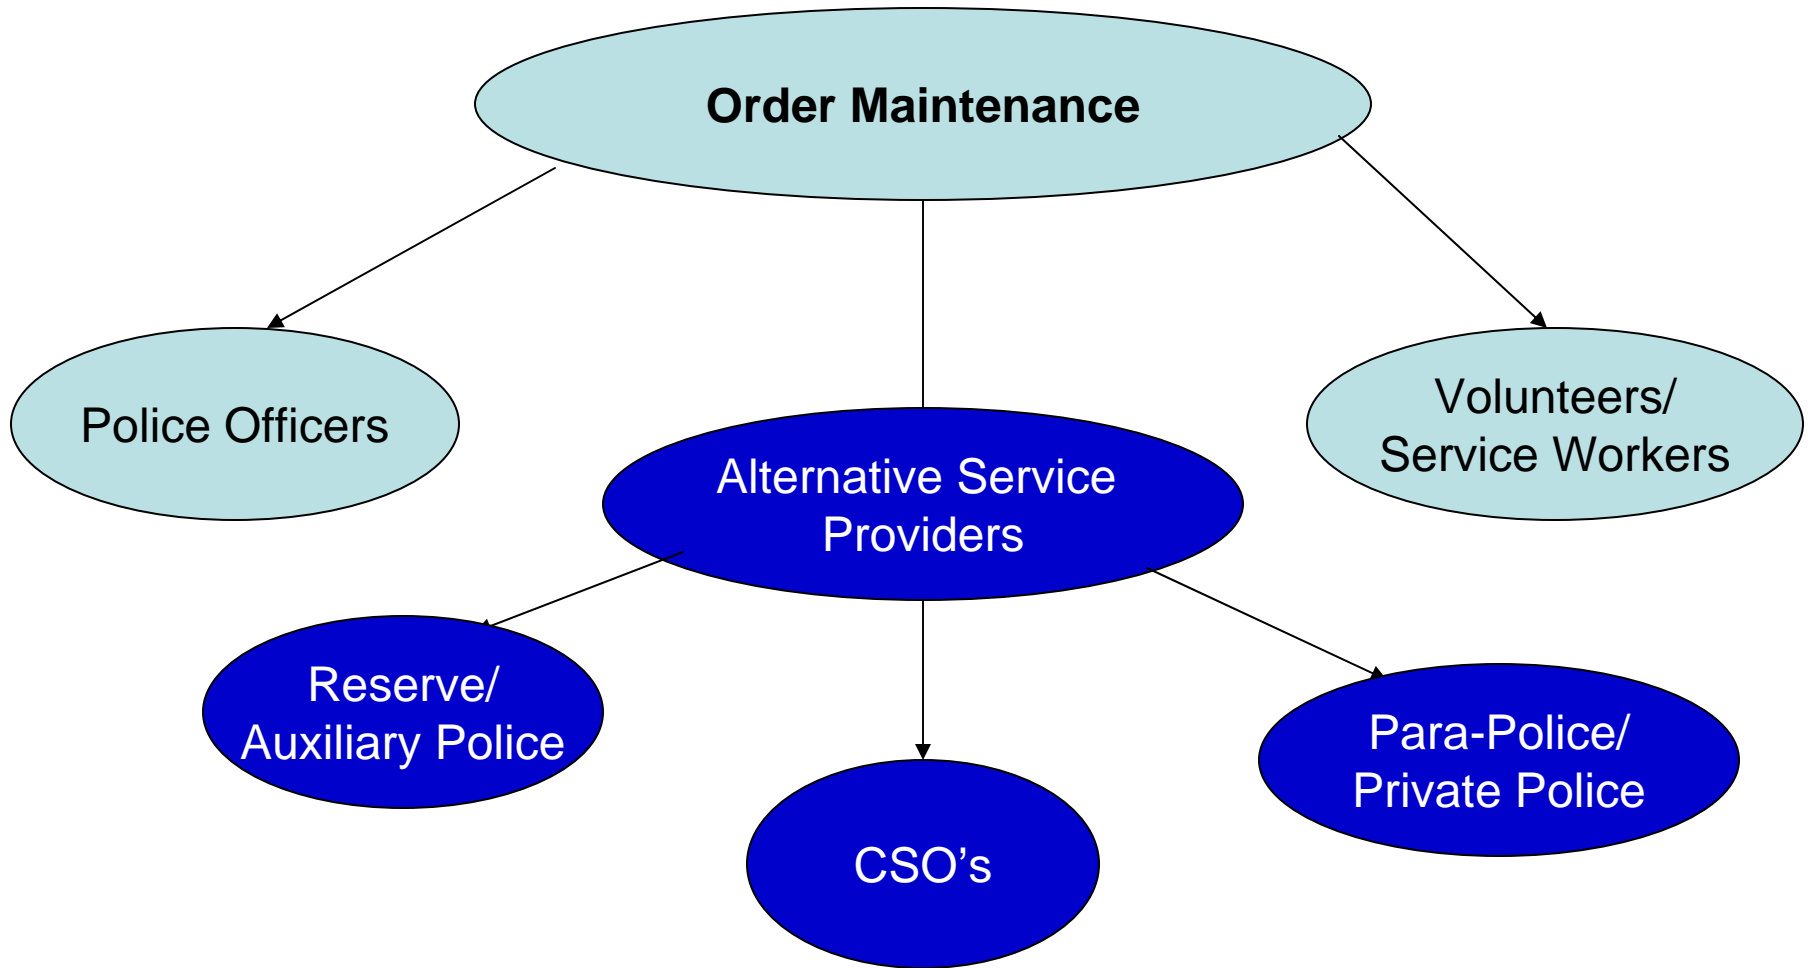 Order Maintenance
Police Officers
Volunteers/
Service Workers
Alternative Service
Providers
Reserve/
Auxiliary Police
Para-Police/
Private Police
CSO’s